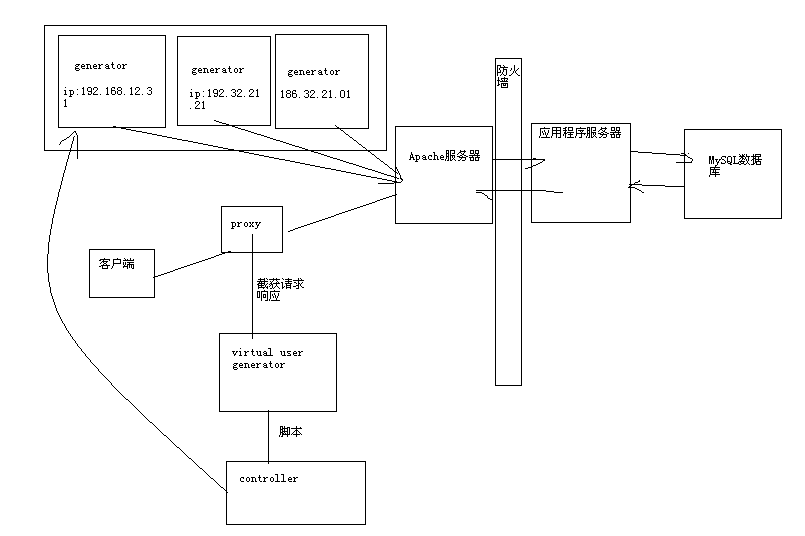 generator
ip:192.168.12.3
1
generator
ip:192.32.21
.21
generator
186.32.21.01
防火
墙
Apache服务器
应用程序服务器
MySQL数据
库
proxy
客户端
截获请求
响应
virtual user
generator
脚本
controller